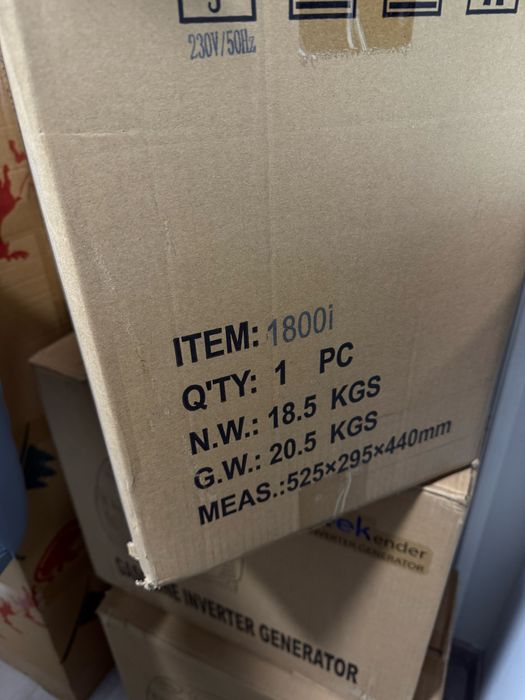 230V/50Hz
ITEM: 1800i
Q'TY: 1 PC
N.W.: 18.5 KGS
G.W.: 20.5 KGS
MEAS.:525×295×440mm
ekender
INVERTER GENERATOR
INVERTER GENERATOR